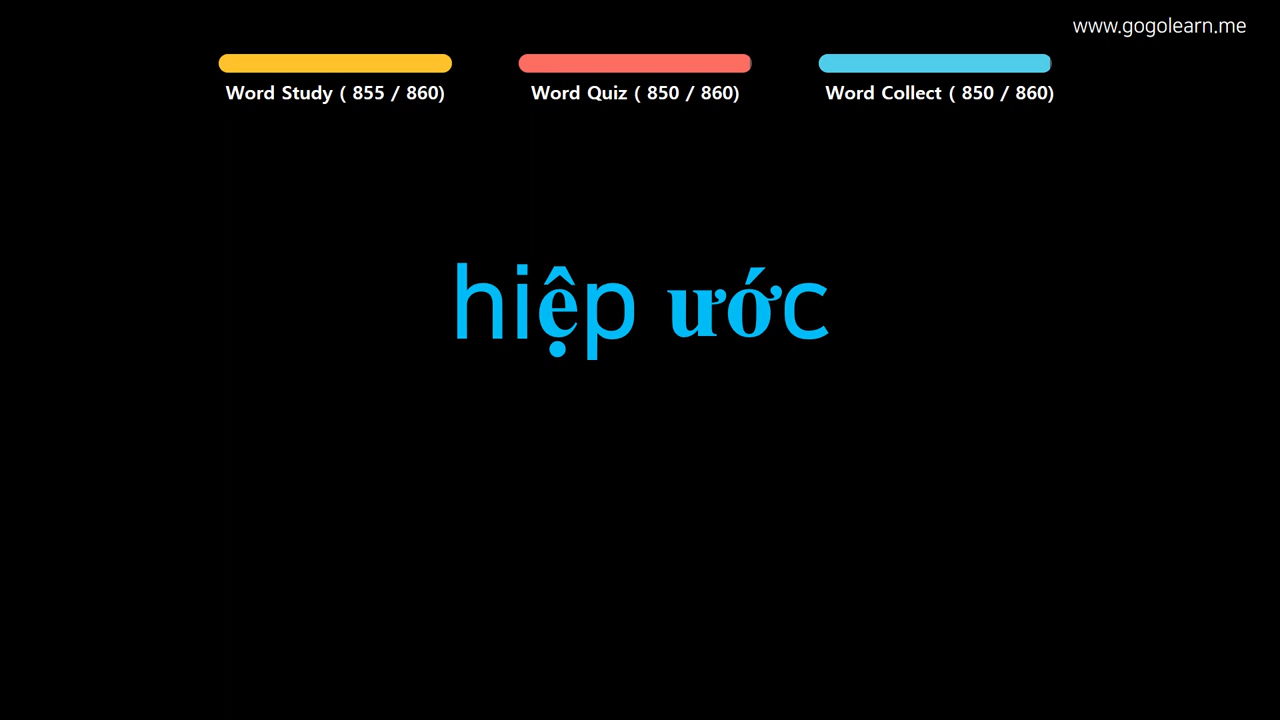 www.gogolearn.me
Word Study ( 855 / 860)
Word Quiz ( 850 / 860)
Word Collect ( 850 / 860)
hiệp ước